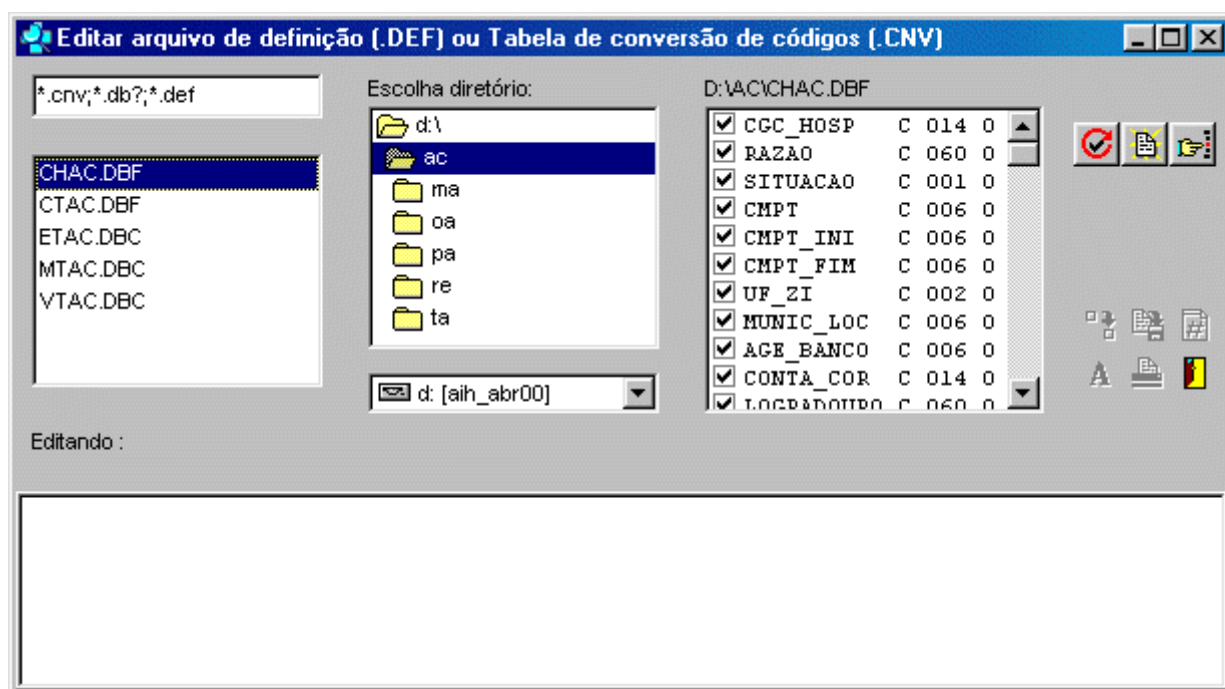 Editar arquivo de definição (.DEF) ou Tabela de conversão de códigos (.CNV)
*.cnv;*.db?;*.def
CHAC.DBF
CTAC.DBF
ETAC.DBC
MTAC.DBC
VTAC.DBC
Escolha diretório:
d:\
ac
ma
oa
pa
re
ta
d: [aih_abr00]
D:\AC\CHAC.DBF
CGC_HOSP C 014 0
RAZAO C 060 0
SITUACAO C 001 0
CMPT C 006 0
CMPT_INI C 006 0
CMPT_FIM C 006 0
UF_ZI C 002 0
MUNIC_LOC C 006 0
AGE_BANCO C 006 0
CONTA_COR C 014 0
LOGRADOURO C 060 0
#
A
Editando :